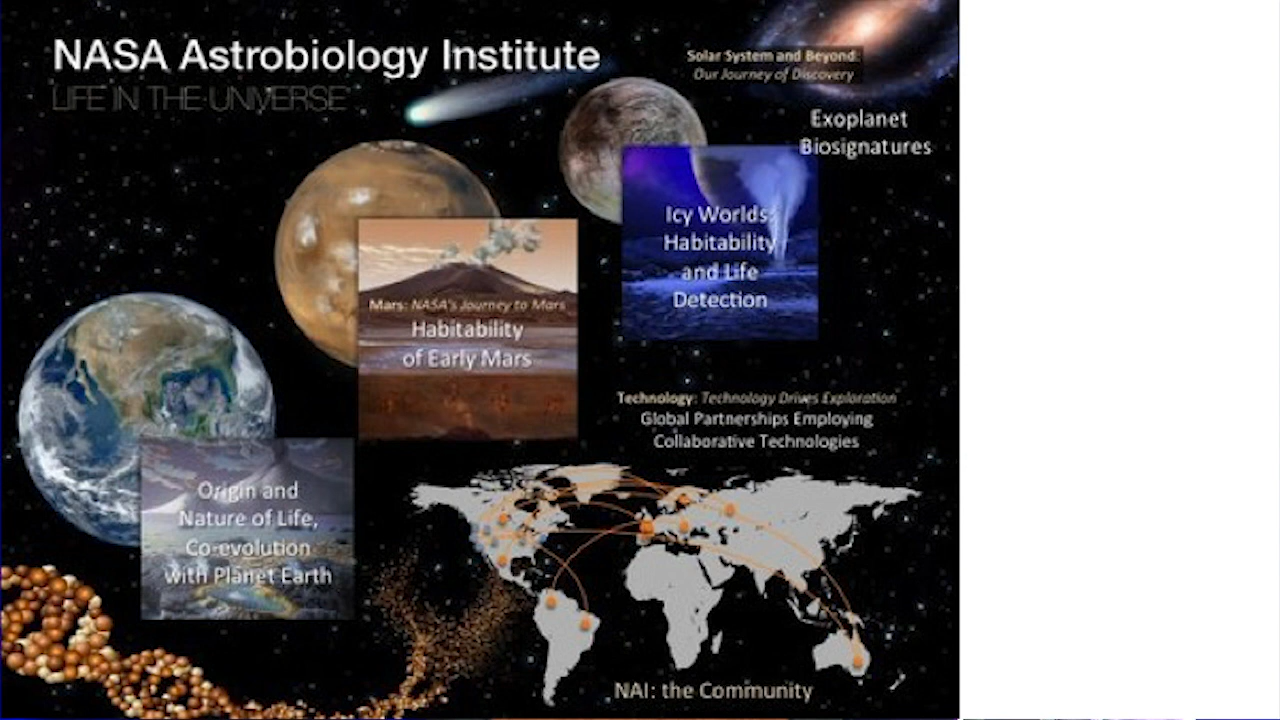 NASA Astrobiology Institute
LIFE IN THE UNIVERSE
Solar System and Beyond:
Our Journey of Discovery
Exoplanet
Biosignatures
Icy Worlds:
Habitability
and Life
Detection
Mars: NASA's Journey to Mars
Habitability
of Early Mars
Technology: Technology Drives Exploration
Global Partnerships Employing
Collaborative Technologies
Origin and
Nature of Life,
Co-evolution
with Planet Earth
NAI: the Community